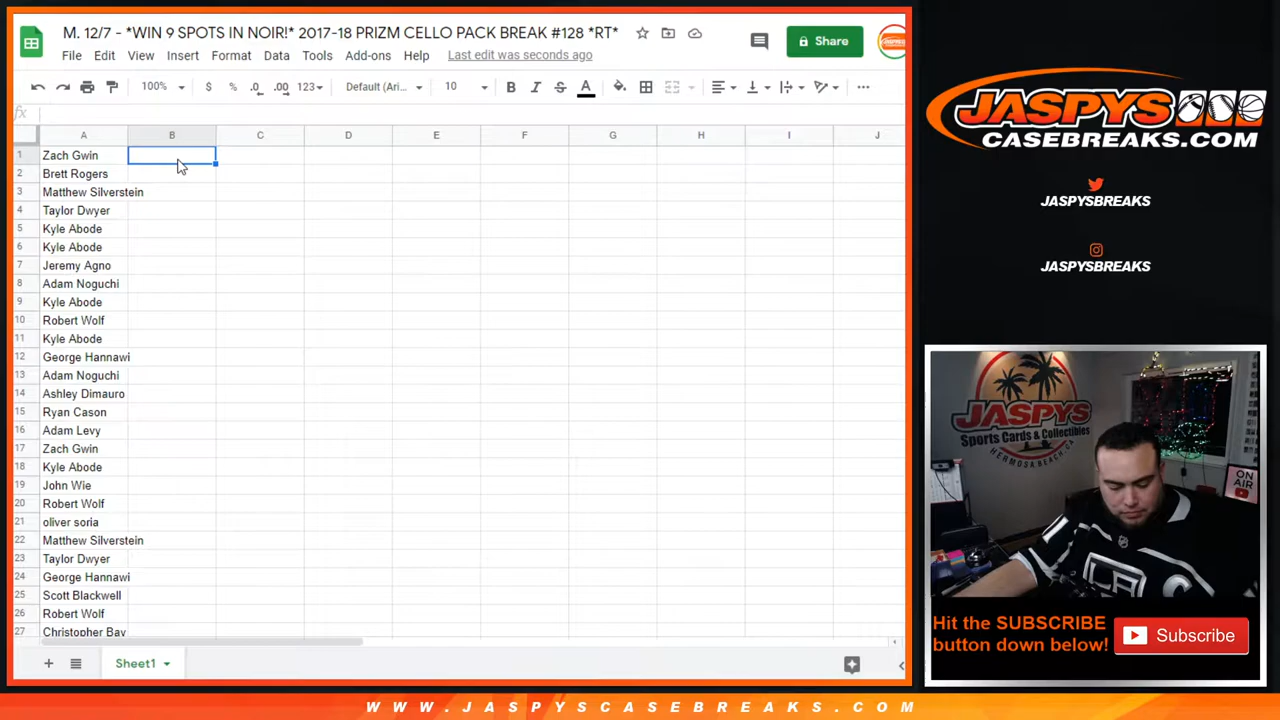 M. 12/7 - *WIN 9 SPOTS IN NOIR!* 2017-18 PRIZM CELLO PACK BREAK #128 *RT*
File Edit View Insert Format Data Tools Add-ons Help Last edit was seconds ago
Share
100% $ % .0 .00 123 Default (Ari... 10 B I S A
fx
A B C D E F G H I J
1 Zach Gwin
2 Brett Rogers
3 Matthew Silverstein
4 Taylor Dwyer
5 Kyle Abode
6 Kyle Abode
7 Jeremy Agno
8 Adam Noguchi
9 Kyle Abode
10 Robert Wolf
11 Kyle Abode
12 George Hannawi
13 Adam Noguchi
14 Ashley Dimauro
15 Ryan Cason
16 Adam Levy
17 Zach Gwin
18 Kyle Abode
19 John Wie
20 Robert Wolf
21 oliver soria
22 Matthew Silverstein
23 Taylor Dwyer
24 George Hannawi
25 Scott Blackwell
26 Robert Wolf
27 Christopher Bay
Sheet1
JASPYS
CASEBREAKS.COM
JASPYSBREAKS
JASPYSBREAKS
JASPYS
Sports Cards & Collectibles
HERMOSA BEACH, CA
ON
AIR
LA
C
Hit the SUBSCRIBE
button down below!
Subscribe
WWW.JASPYSCASEBREAKS.COM